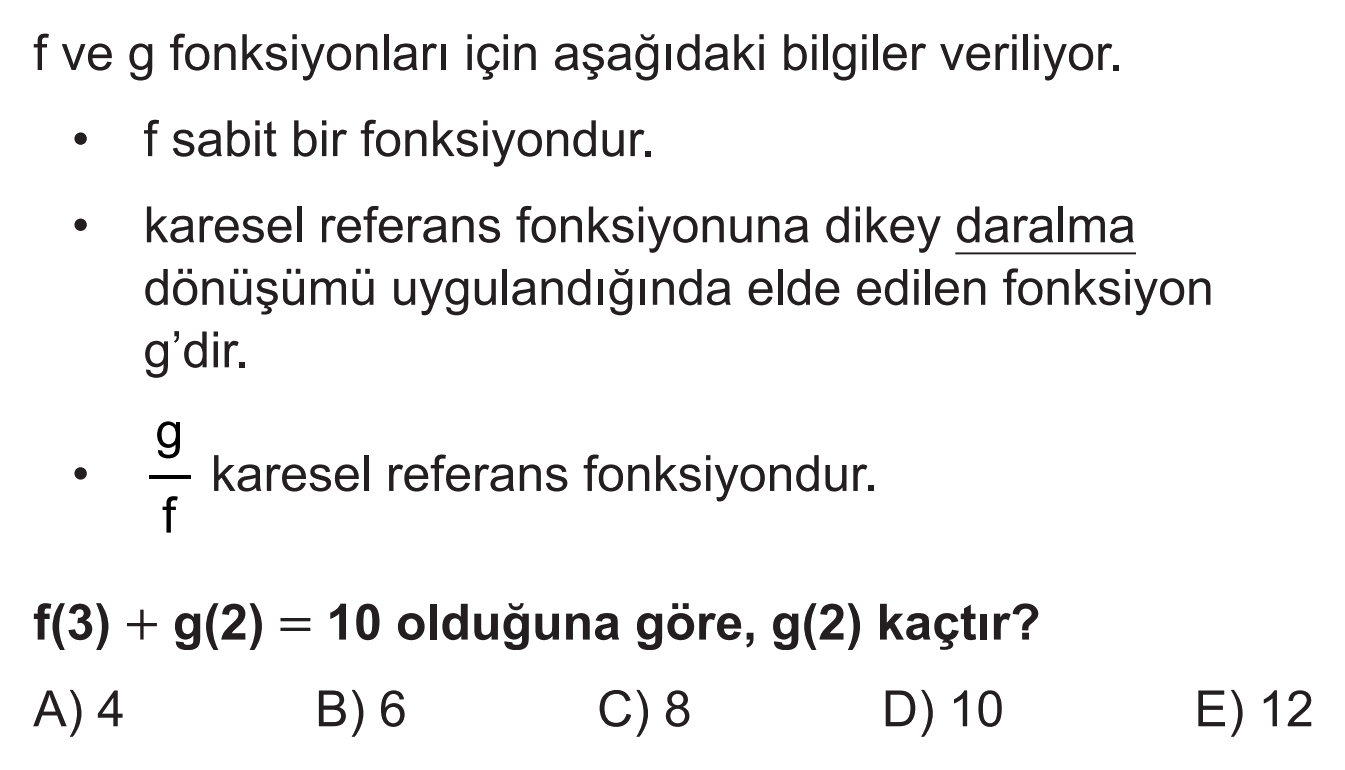 f ve g fonksiyonları için aşağıdaki bilgiler veriliyor.
• f sabit bir fonksiyondur.
• karesel referans fonksiyonuna dikey daralma
dönüşümü uygulandığında elde edilen fonksiyon
g’dir.
• g/f karesel referans fonksiyondur.
f(3) + g(2) = 10 olduğuna göre, g(2) kaçtır?
A) 4 B) 6 C) 8 D) 10 E) 12